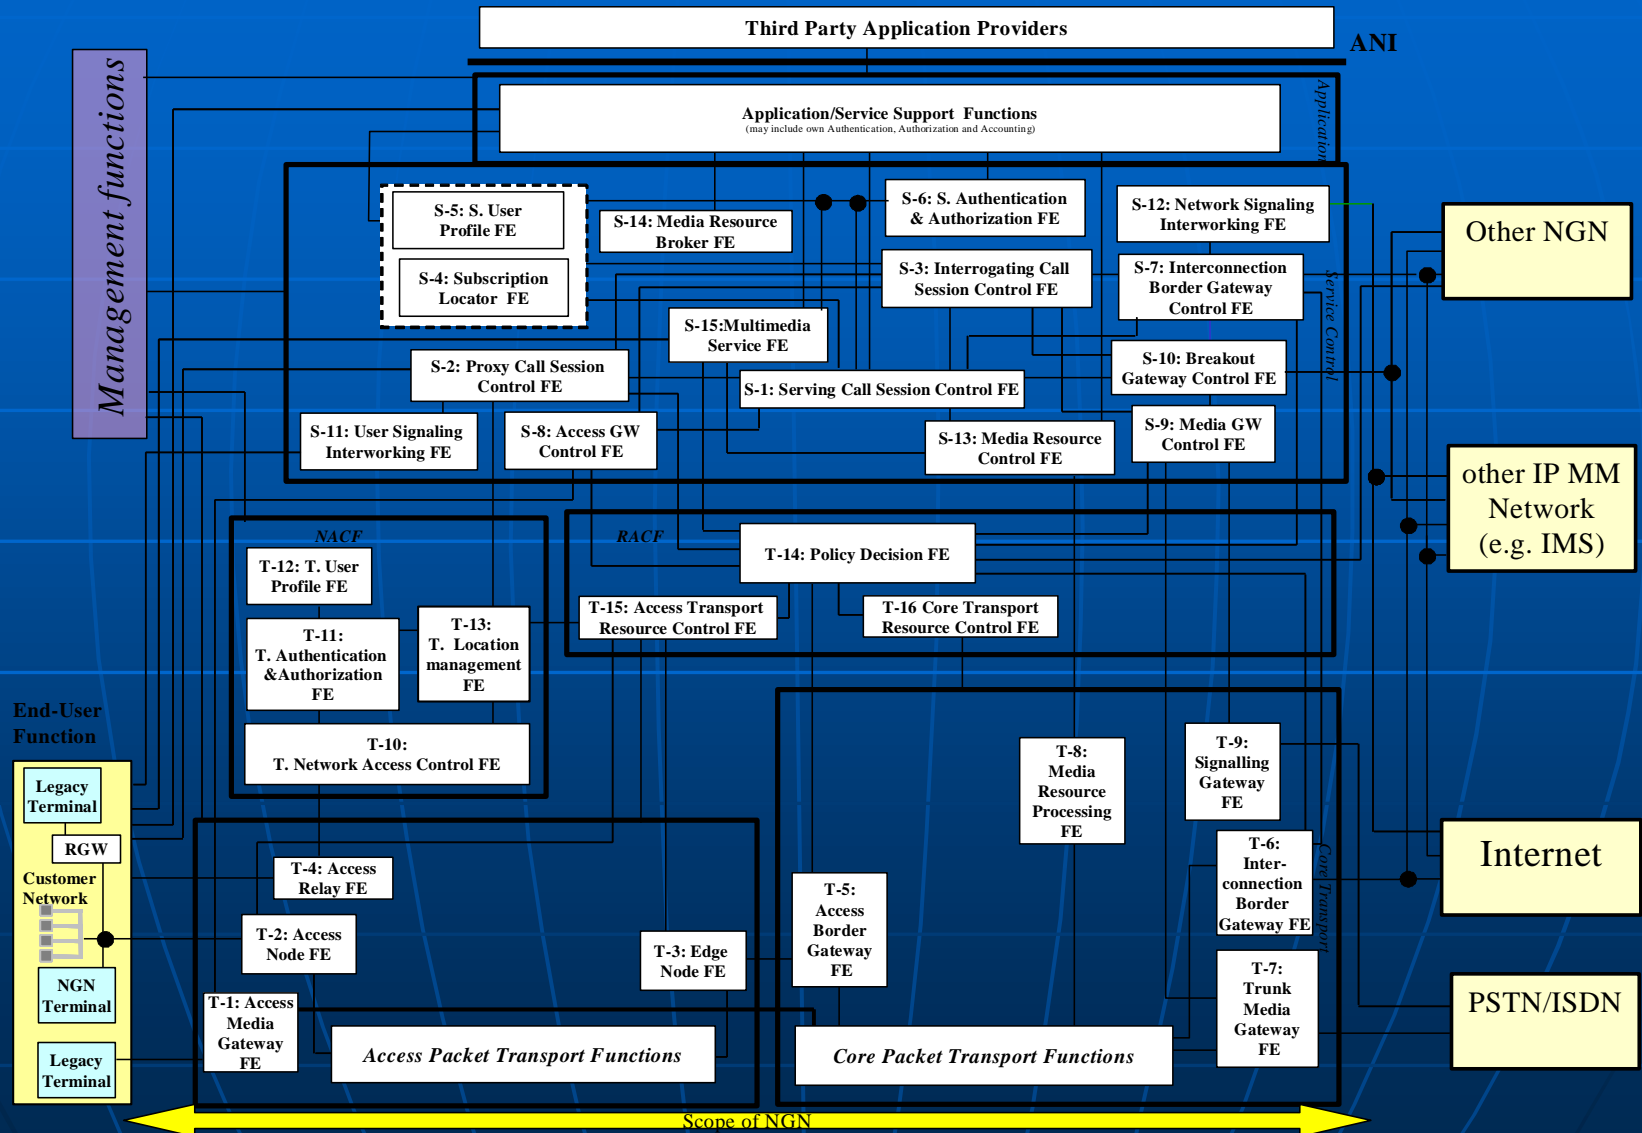 Third Party Application Providers
ANI
Management functions
Application
Application/Service Support Functions
(may include own Authentication, Authorization and Accounting)
S-5: S. User
Profile FE
S-4: Subscription
Locator FE
S-14: Media Resource
Broker FE
S-6: S. Authentication
& Authorization FE
S-12: Network Signaling
Interworking FE
S-3: Interrogating Call
Session Control FE
S-7: Interconnection
Border Gateway
Control FE
Service Control
S-15:Multimedia
Service FE
S-2: Proxy Call Session
Control FE
S-1: Serving Call Session Control FE
S-10: Breakout
Gateway Control FE
S-11: User Signaling
Interworking FE
S-8: Access GW
Control FE
S-13: Media Resource
Control FE
S-9: Media GW
Control FE
Other NGN
other IP MM
Network
(e.g. IMS)
Internet
PSTN/ISDN
NACF
T-12: T. User
Profile FE
T-11:
T. Authentication
&Authorization
FE
T-13:
T. Location
management
FE
T-10:
T. Network Access Control FE
RACF
T-14: Policy Decision FE
T-15: Access Transport
Resource Control FE
T-16 Core Transport
Resource Control FE
End-User
Function
Legacy
Terminal
RGW
Customer
Network
NGN
Terminal
Legacy
Terminal
T-4: Access
Relay FE
T-2: Access
Node FE
T-1: Access
Media
Gateway
FE
T-3: Edge
Node FE
Access Packet Transport Functions
T-5:
Access
Border
Gateway
FE
T-8:
Media
Resource
Processing
FE
T-9:
Signalling
Gateway
FE
T-6:
Inter-
connection
Border
Gateway FE
Core Transport
T-7:
Trunk
Media
Gateway
FE
Core Packet Transport Functions
Scope of NGN